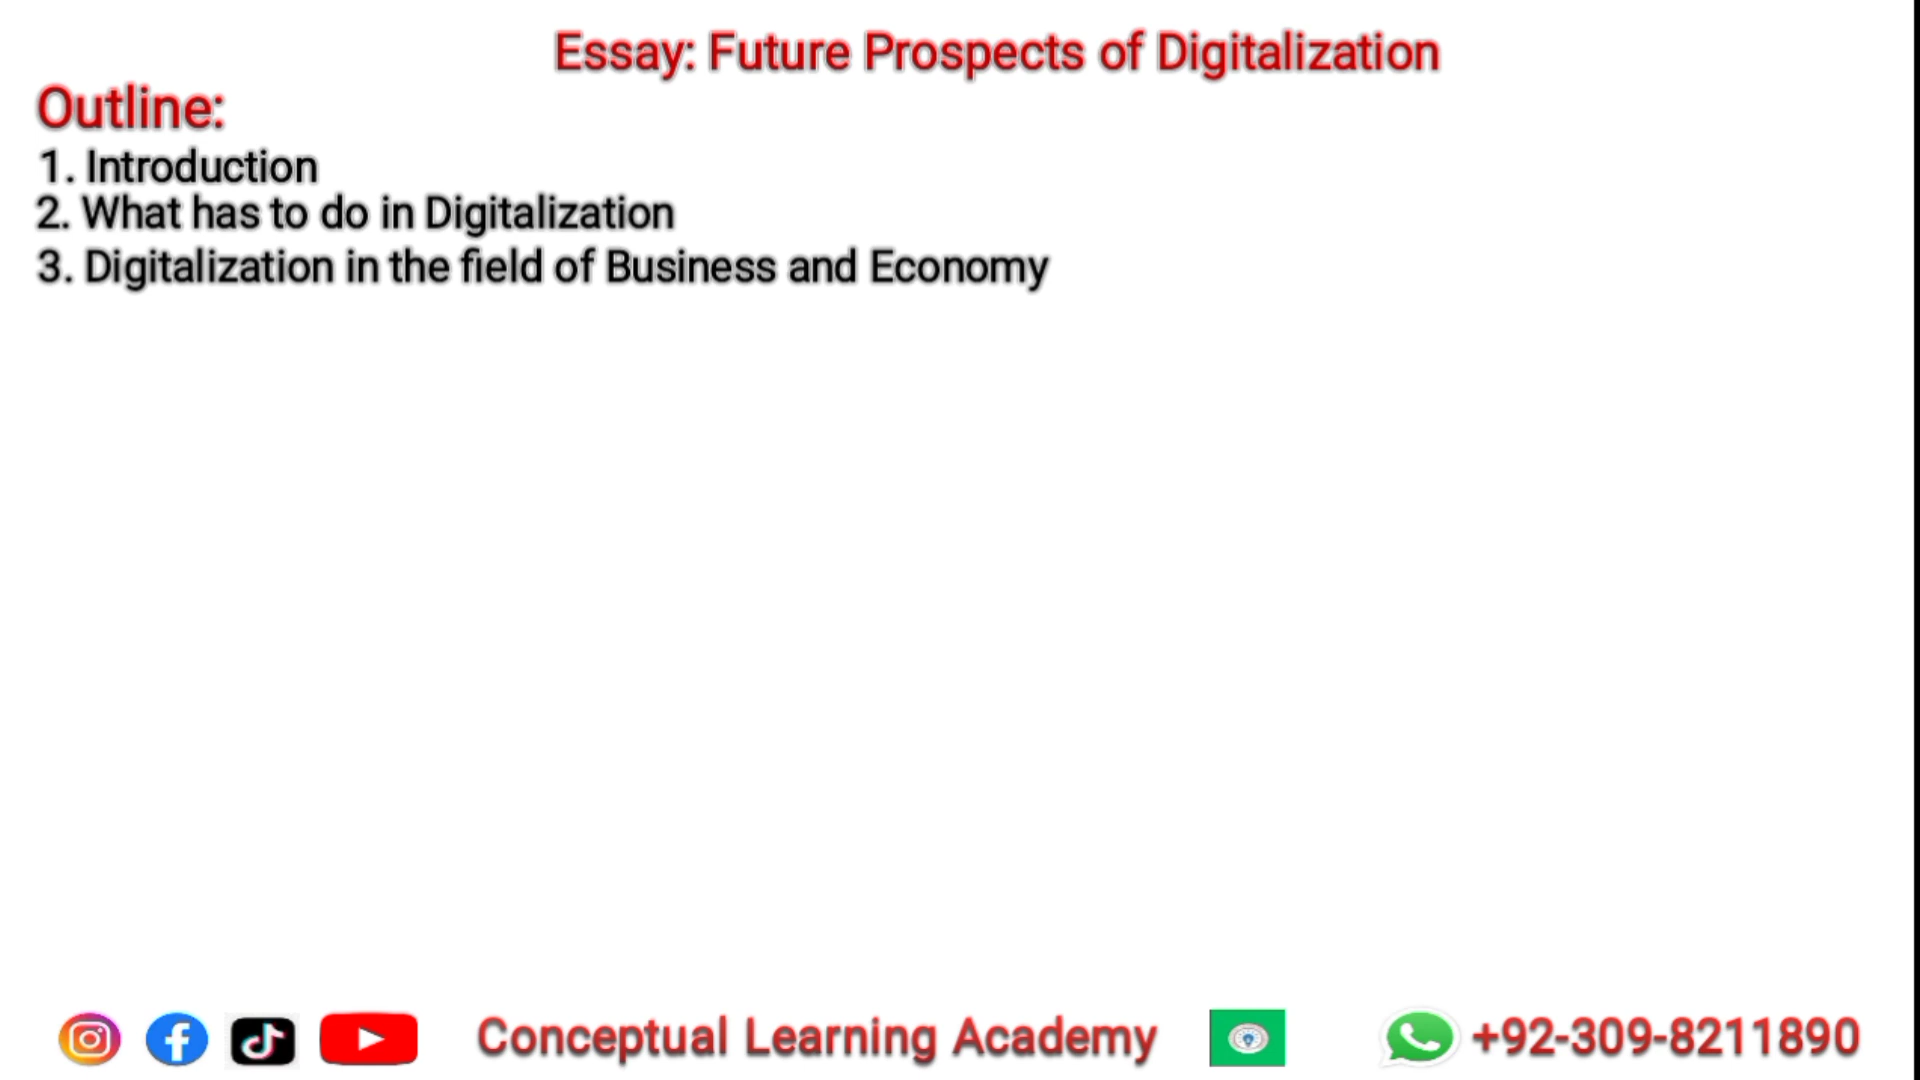 Essay: Future Prospects of Digitalization
Outline:
1. Introduction
2. What has to do in Digitalization
3. Digitalization in the field of Business and Economy
Conceptual Learning Academy
+92-309-8211890